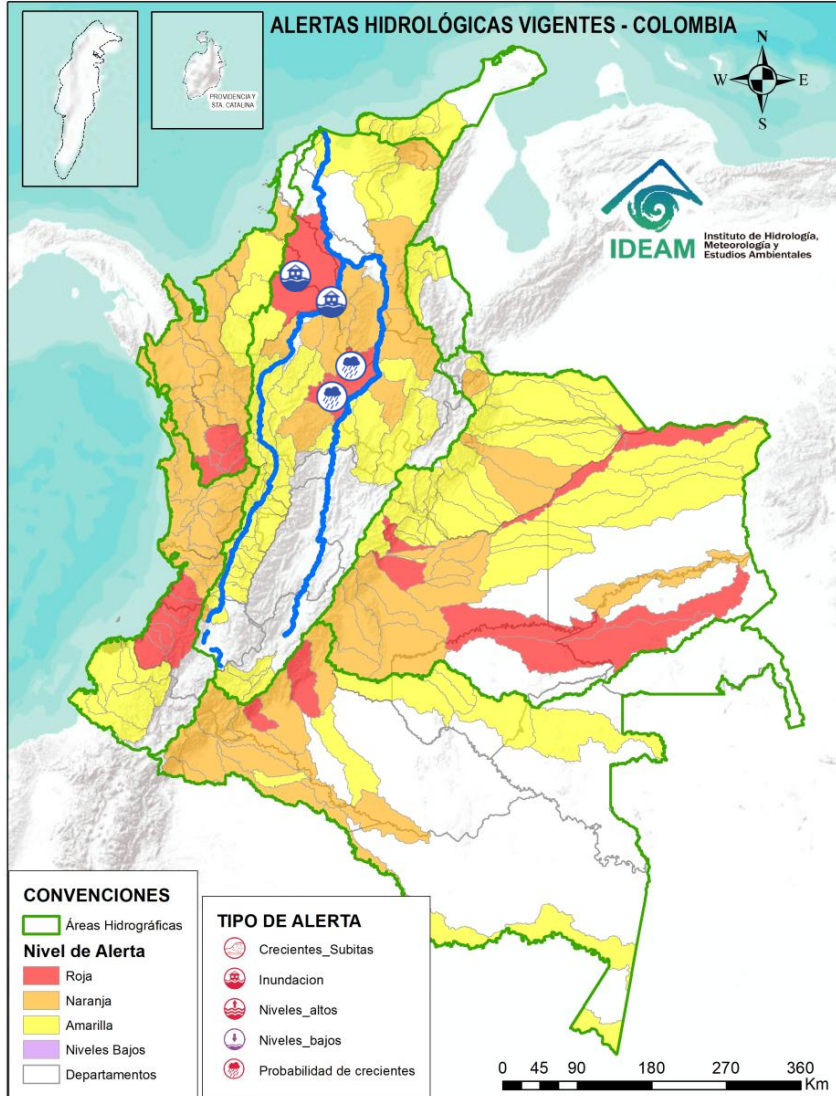 ALERTAS HIDROLÓGICAS VIGENTES - COLOMBIA
PROVIDENCIA Y
STA. CATALINA
N
W
E
S
IDEAM
Instituto de Hidrología,
Meteorología y
Estudios Ambientales
CONVENCIONES
Áreas Hidrográficas
Nivel de Alerta
Roja
Naranja
Amarilla
Niveles Bajos
Departamentos
TIPO DE ALERTA
Crecientes_Subitas
Inundacion
Niveles_altos
Niveles_bajos
Probabilidad de crecientes
0 45 90 180 270 360
Km